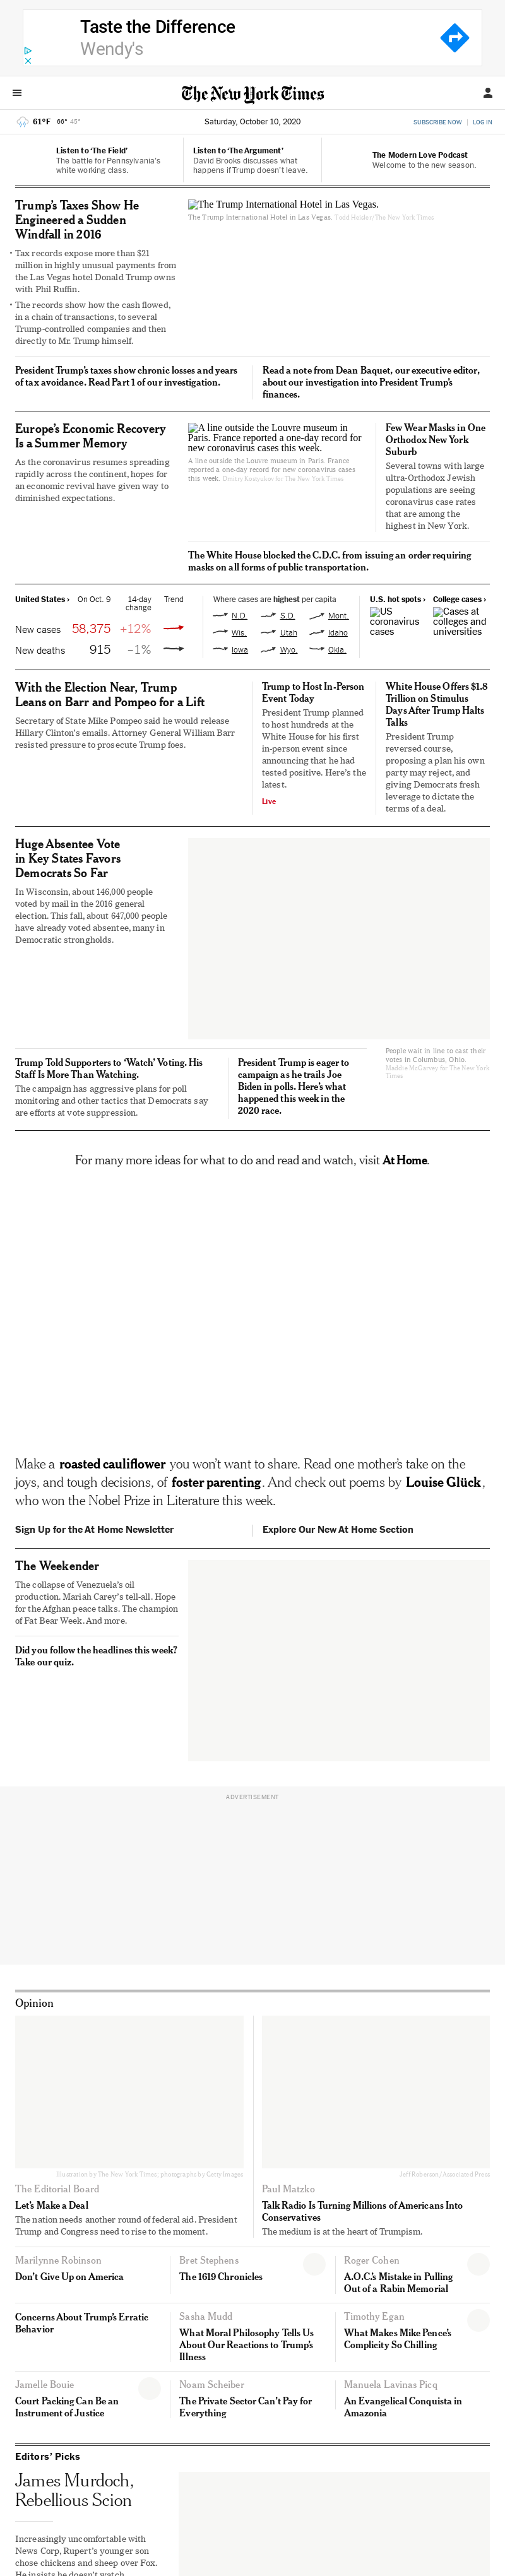 Taste the Difference
Wendy's
The New York Times
61°F 66° 45°
Saturday, October 10, 2020
SUBSCRIBE NOW | LOG IN
Listen to ‘The Field’
The battle for Pennsylvania’s
white working class.
Listen to ‘The Argument’
David Brooks discusses what
happens if Trump doesn’t leave.
The Modern Love Podcast
Welcome to the new season.
Trump’s Taxes Show He
Engineered a Sudden
Windfall in 2016
• Tax records expose more than $21
million in highly unusual payments from
the Las Vegas hotel Donald Trump owns
with Phil Ruffin.
• The records show how the cash flowed,
in a chain of transactions, to several
Trump-controlled companies and then
directly to Mr. Trump himself.
The Trump International Hotel in Las Vegas.
The Trump International Hotel in Las Vegas. Todd Heisler/The New York Times
President Trump’s taxes show chronic losses and years
of tax avoidance. Read Part 1 of our investigation.
Read a note from Dean Baquet, our executive editor,
about our investigation into President Trump’s
finances.
Europe’s Economic Recovery
Is a Summer Memory
As the coronavirus resumes spreading
rapidly across the continent, hopes for
an economic revival have given way to
diminished expectations.
A line outside the Louvre museum in
Paris. France reported a one-day record for
new coronavirus cases this week.
A line outside the Louvre museum in Paris. France
reported a one-day record for new coronavirus cases
this week. Dmitry Kostyukov for The New York Times
Few Wear Masks in One
Orthodox New York
Suburb
Several towns with large
ultra-Orthodox Jewish
populations are seeing
coronavirus case rates
that are among the
highest in New York.
The White House blocked the C.D.C. from issuing an order requiring
masks on all forms of public transportation.
United States › On Oct. 9 14-day change Trend
New cases 58,375 +12%
New deaths 915 –1%
Where cases are highest per capita
N.D. S.D. Mont.
Wis. Utah Idaho
Iowa Wyo. Okla.
U.S. hot spots ›
US
coronavirus
cases
College cases ›
Cases at
colleges and
universities
With the Election Near, Trump
Leans on Barr and Pompeo for a Lift
Secretary of State Mike Pompeo said he would release
Hillary Clinton’s emails. Attorney General William Barr
resisted pressure to prosecute Trump foes.
Trump to Host In-Person
Event Today
President Trump planned
to host hundreds at the
White House for his first
in-person event since
announcing that he had
tested positive. Here’s the
latest.
Live
White House Offers $1.8
Trillion on Stimulus
Days After Trump Halts
Talks
President Trump
reversed course,
proposing a plan his own
party may reject, and
giving Democrats fresh
leverage to dictate the
terms of a deal.
Huge Absentee Vote
in Key States Favors
Democrats So Far
In Wisconsin, about 146,000 people
voted by mail in the 2016 general
election. This fall, about 647,000 people
have already voted absentee, many in
Democratic strongholds.
People wait in line to cast their
votes in Columbus, Ohio.
Maddie McGarvey for The New York
Times
Trump Told Supporters to ‘Watch’ Voting. His
Staff Is More Than Watching.
The campaign has aggressive plans for poll
monitoring and other tactics that Democrats say
are efforts at vote suppression.
President Trump is eager to
campaign as he trails Joe
Biden in polls. Here’s what
happened this week in the
2020 race.
For many more ideas for what to do and read and watch, visit At Home.
Make a roasted cauliflower you won’t want to share. Read one mother’s take on the
joys, and tough decisions, of foster parenting. And check out poems by Louise Glück,
who won the Nobel Prize in Literature this week.
Sign Up for the At Home Newsletter
Explore Our New At Home Section
The Weekender
The collapse of Venezuela’s oil
production. Mariah Carey’s tell-all. Hope
for the Afghan peace talks. The champion
of Fat Bear Week. And more.
Did you follow the headlines this week?
Take our quiz.
ADVERTISEMENT
Opinion
Illustration by The New York Times; photographs by Getty Images
The Editorial Board
Let’s Make a Deal
The nation needs another round of federal aid. President
Trump and Congress need to rise to the moment.
Jeff Roberson/Associated Press
Paul Matzko
Talk Radio Is Turning Millions of Americans Into
Conservatives
The medium is at the heart of Trumpism.
Marilynne Robinson
Don’t Give Up on America
Bret Stephens
The 1619 Chronicles
Roger Cohen
A.O.C.’s Mistake in Pulling
Out of a Rabin Memorial
Concerns About Trump’s Erratic
Behavior
Sasha Mudd
What Moral Philosophy Tells Us
About Our Reactions to Trump’s
Illness
Timothy Egan
What Makes Mike Pence’s
Complicity So Chilling
Jamelle Bouie
Court Packing Can Be an
Instrument of Justice
Noam Scheiber
The Private Sector Can’t Pay for
Everything
Manuela Lavinas Picq
An Evangelical Conquista in
Amazonia
Editors’ Picks
James Murdoch,
Rebellious Scion
Increasingly uncomfortable with
News Corp, Rupert’s younger son
chose chickens and sheep over Fox.
He insists he doesn’t watch